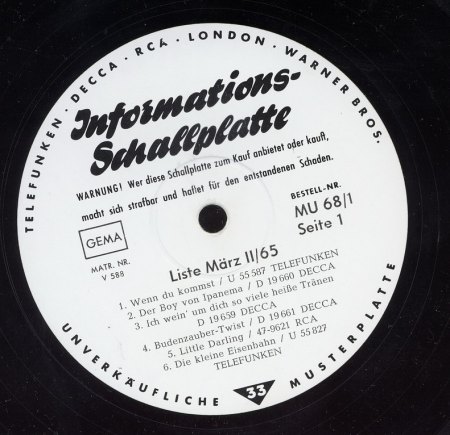 TELEFUNKEN · DECCA · RCA · LONDON · WARNER BROS.
Informations-
Schallplatte
WARNUNG! Wer diese Schallplatte zum Kauf anbietet oder kauft,
macht sich strafbar und haftet für den entstandenen Schaden.
GEMA
MATR. NR.
V 588
BESTELL-NR.
MU 68/1
Seite 1
Liste März II/65
1. Wenn du kommst / U 55 587 TELEFUNKEN
2. Der Boy von Ipanema / D 19 660 DECCA
3. Ich wein' um dich so viele heiße Tränen
D 19 659 DECCA
4. Budenzauber-Twist / D 19 661 DECCA
5. Little Darling / 47-9621 RCA
6. Die kleine Eisenbahn / U 55 827
TELEFUNKEN
UNVERKÄUFLICHE 33 MUSTERPLATTE